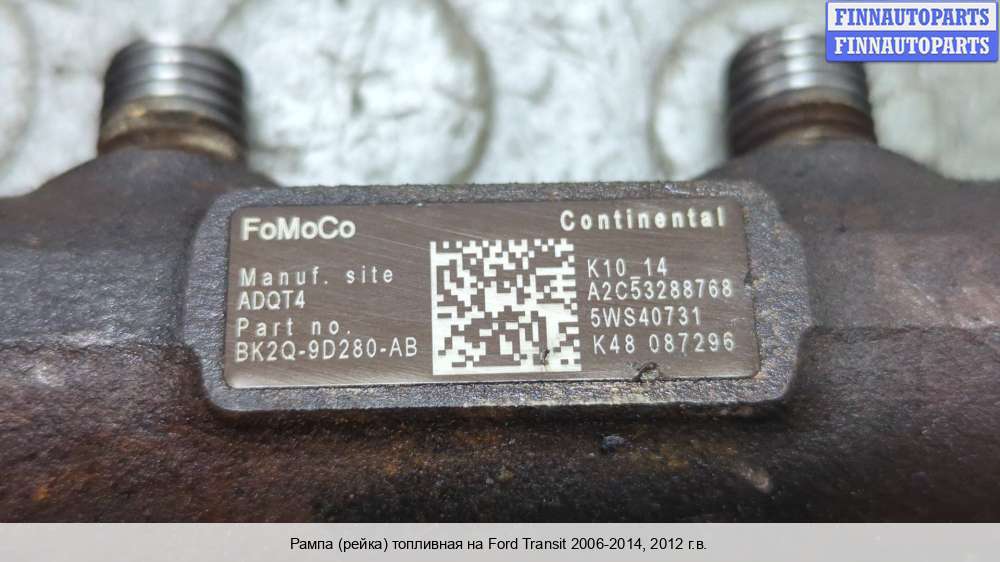 FINNAUTOPARTS
FINNAUTOPARTS
FoMoCo
Continental
Manuf. site
ADQT4
Part no.
BK2Q-9D280-AB
K10_14
A2C53288768
5WS40731
K48 087296
Рампа (рейка) топливная на Ford Transit 2006-2014, 2012 г.в.